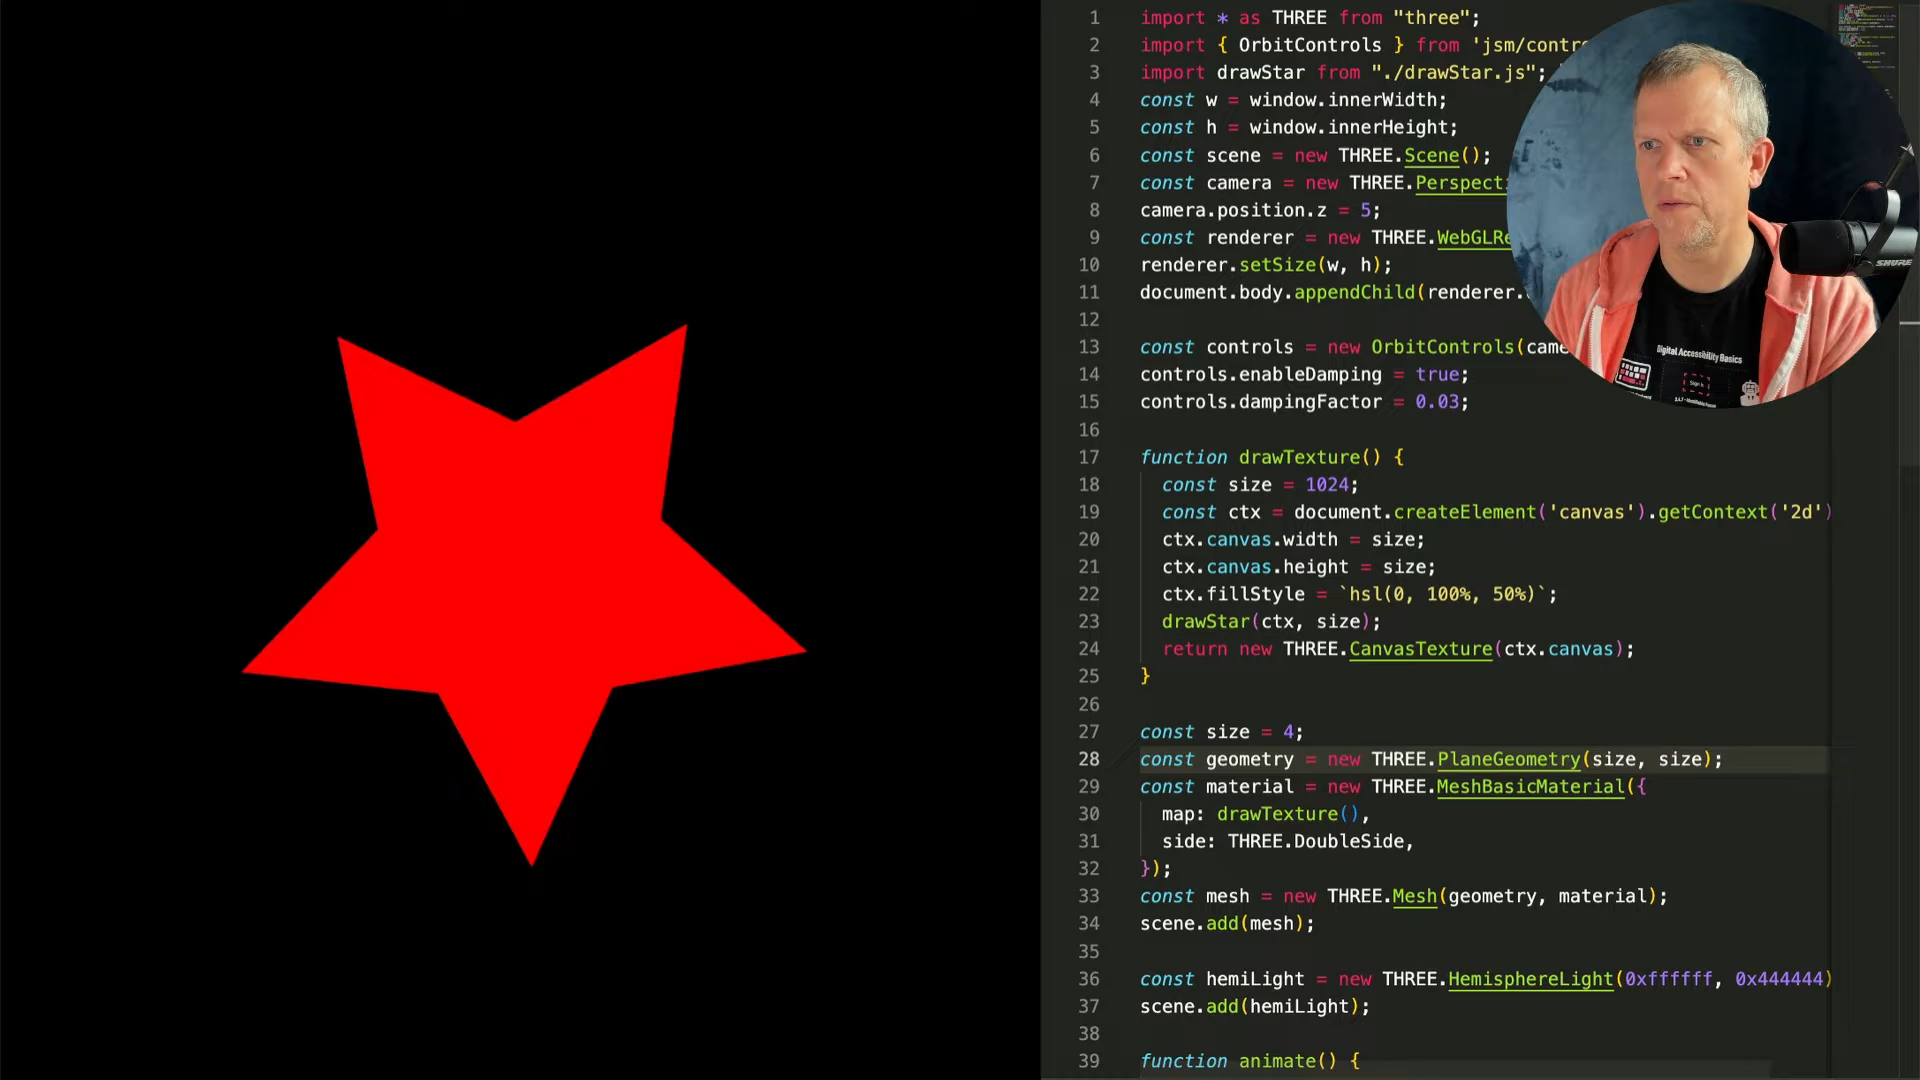 1 import * as THREE from "three";
2 import { OrbitControls } from 'jsm/contro
3 import drawStar from "./drawStar.js";
4 const w = window.innerWidth;
5 const h = window.innerHeight;
6 const scene = new THREE.Scene();
7 const camera = new THREE.Perspecti
8 camera.position.z = 5;
9 const renderer = new THREE.WebGLRe
10 renderer.setSize(w, h);
11 document.body.appendChild(renderer.
12
13 const controls = new OrbitControls(came
14 controls.enableDamping = true;
15 controls.dampingFactor = 0.03;
16
17 function drawTexture() {
18 const size = 1024;
19 const ctx = document.createElement('canvas').getContext('2d')
20 ctx.canvas.width = size;
21 ctx.canvas.height = size;
22 ctx.fillStyle = `hsl(0, 100%, 50%)`;
23 drawStar(ctx, size);
24 return new THREE.CanvasTexture(ctx.canvas);
25 }
26
27 const size = 4;
28 const geometry = new THREE.PlaneGeometry(size, size);
29 const material = new THREE.MeshBasicMaterial({
30 map: drawTexture(),
31 side: THREE.DoubleSide,
32 });
33 const mesh = new THREE.Mesh(geometry, material);
34 scene.add(mesh);
35
36 const hemiLight = new THREE.HemisphereLight(0xffffff, 0x444444)
37 scene.add(hemiLight);
38
39 function animate() {
SHURE
Digital Accessibility Basics
Sign In